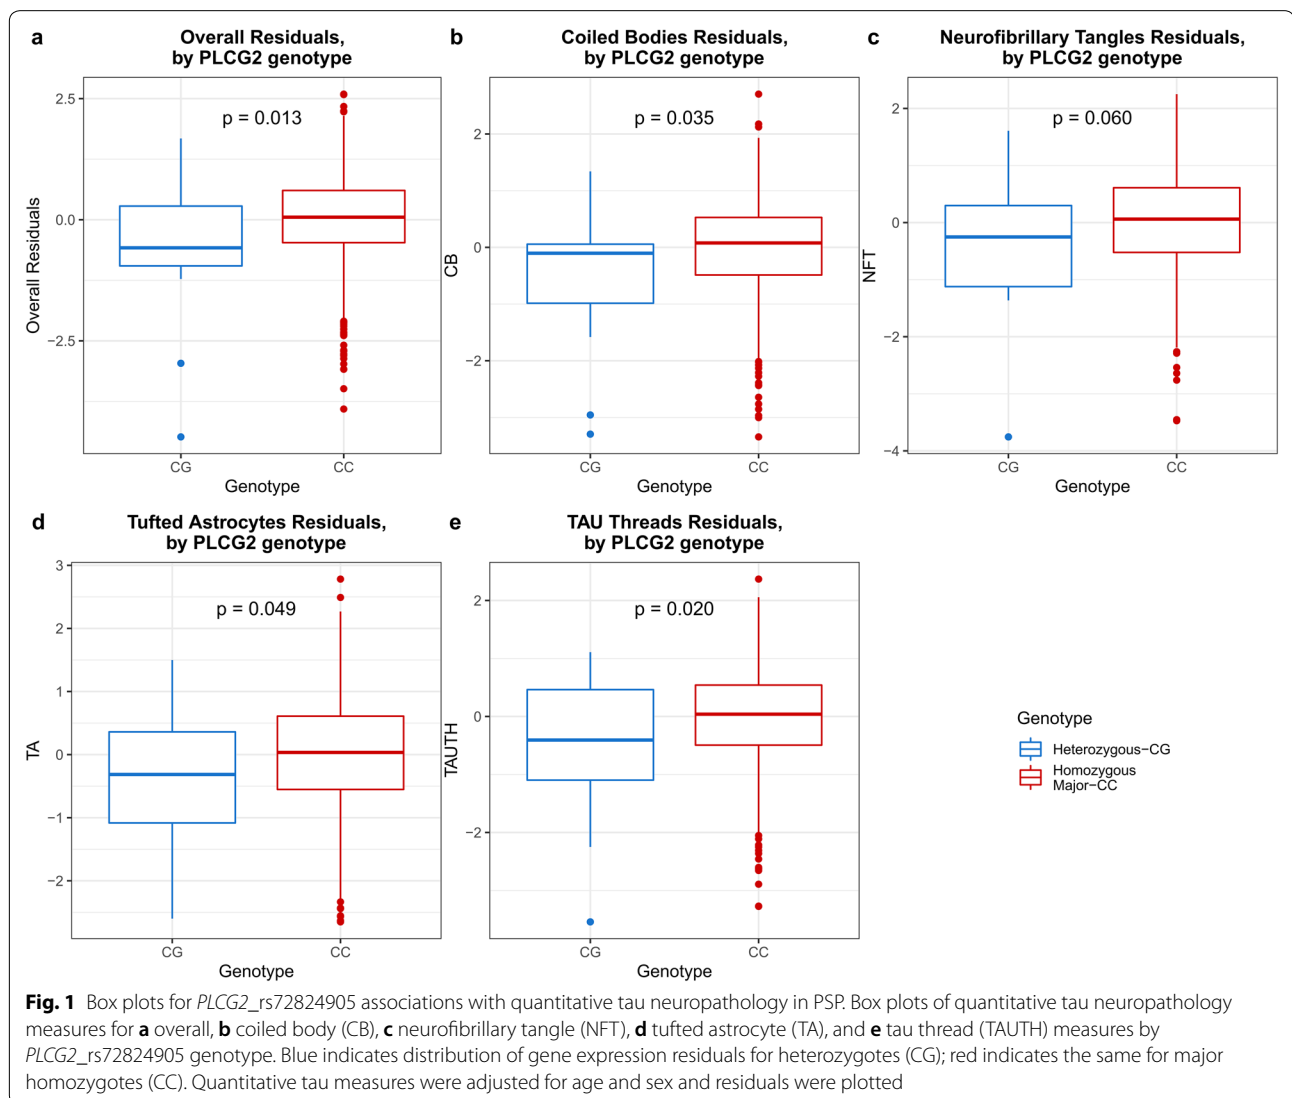 a
Overall Residuals,
by PLCG2 genotype
p = 0.013
2.5
0.0
−2.5
Overall Residuals
CG
CC
Genotype
b
Coiled Bodies Residuals,
by PLCG2 genotype
p = 0.035
2
0
−2
CB
CG
CC
Genotype
c
Neurofibrillary Tangles Residuals,
by PLCG2 genotype
p = 0.060
2
0
−2
−4
NFT
CG
CC
Genotype
d
Tufted Astrocytes Residuals,
by PLCG2 genotype
p = 0.049
3
2
1
0
−1
−2
TA
CG
CC
Genotype
e
TAU Threads Residuals,
by PLCG2 genotype
p = 0.020
2
0
−2
TAUTH
CG
CC
Genotype
Genotype
Heterozygous−CG
Homozygous
Major−CC
Fig. 1 Box plots for PLCG2_rs72824905 associations with quantitative tau neuropathology in PSP. Box plots of quantitative tau neuropathology
measures for a overall, b coiled body (CB), c neurofibrillary tangle (NFT), d tufted astrocyte (TA), and e tau thread (TAUTH) measures by
PLCG2_rs72824905 genotype. Blue indicates distribution of gene expression residuals for heterozygotes (CG); red indicates the same for major
homozygotes (CC). Quantitative tau measures were adjusted for age and sex and residuals were plotted